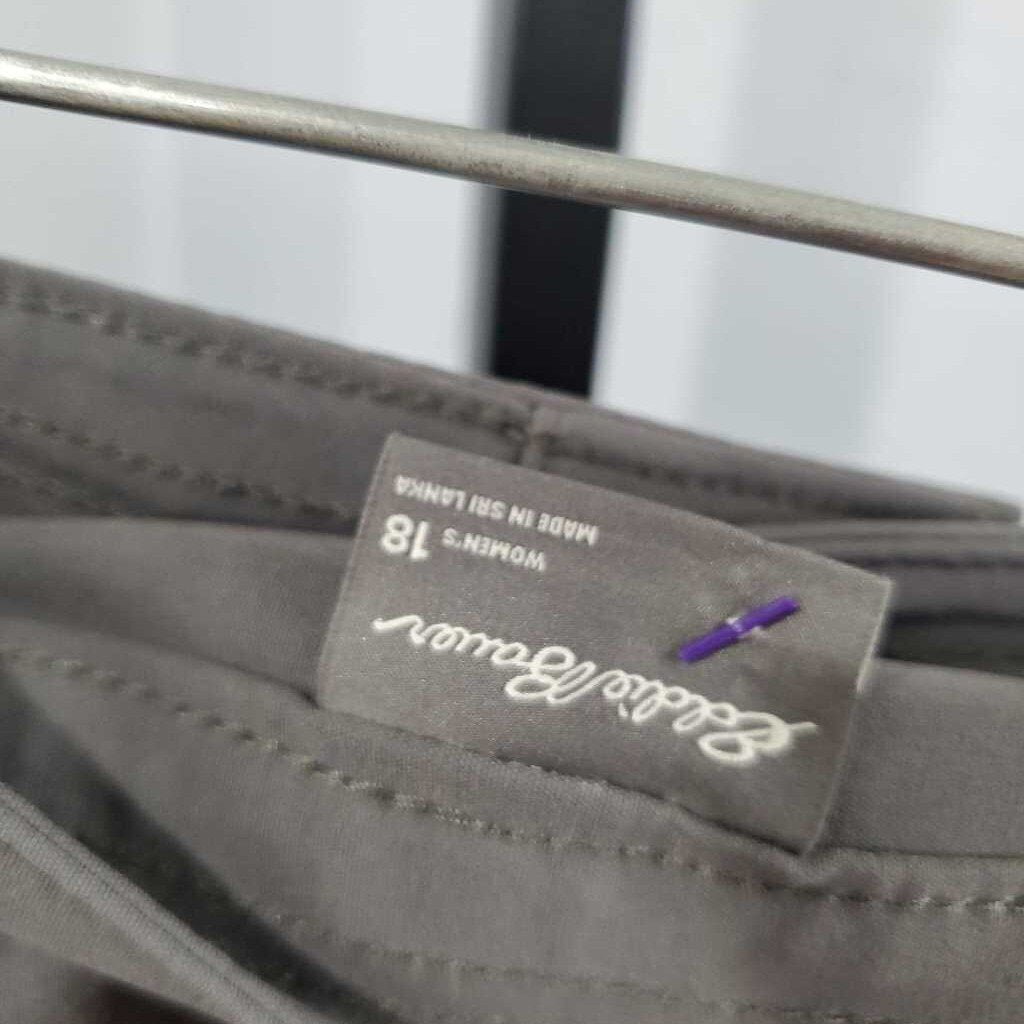 Eddie Bauer
WOMEN'S 18
MADE IN SRI LANKA